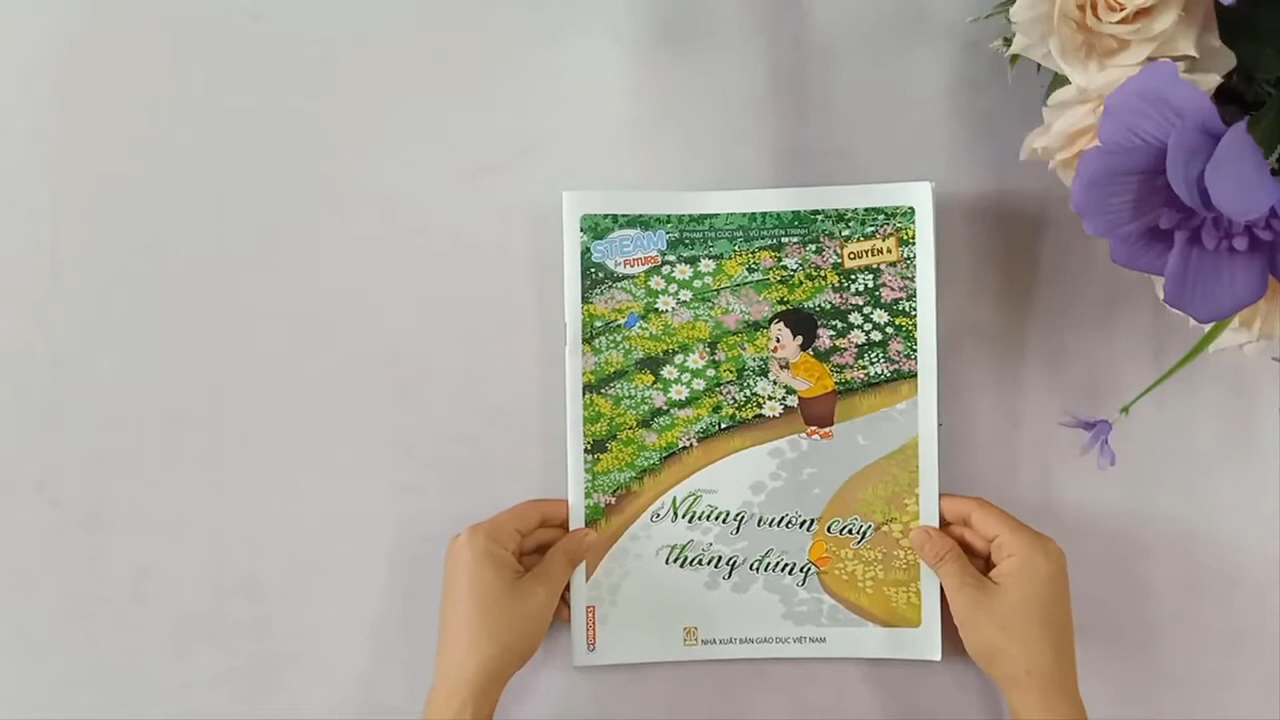 STEAM
for FUTURE
PHẠM THỊ CÚC HÀ - VŨ HUYỀN TRINH
QUYỂN 4
Những vườn cây
thẳng đứng
EDIBOOKS
NHÀ XUẤT BẢN GIÁO DỤC VIỆT NAM